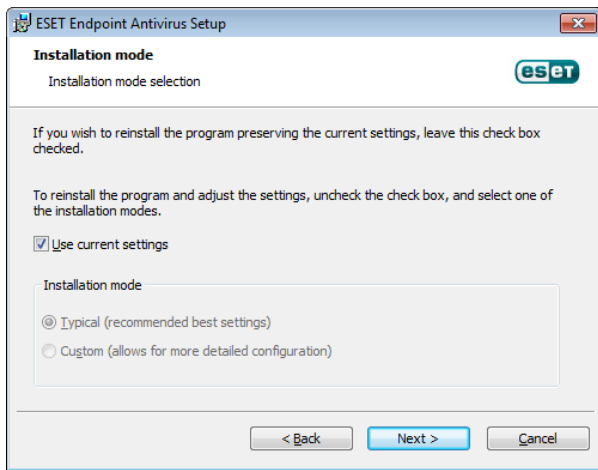 ESET Endpoint Antivirus Setup
Installation mode
Installation mode selection
eset
If you wish to reinstall the program preserving the current settings, leave this check box
checked.
To reinstall the program and adjust the settings, uncheck the check box, and select one of
the installation modes.
Use current settings
Installation mode
Typical (recommended best settings)
Custom (allows for more detailed configuration)
< Back
Next >
Cancel